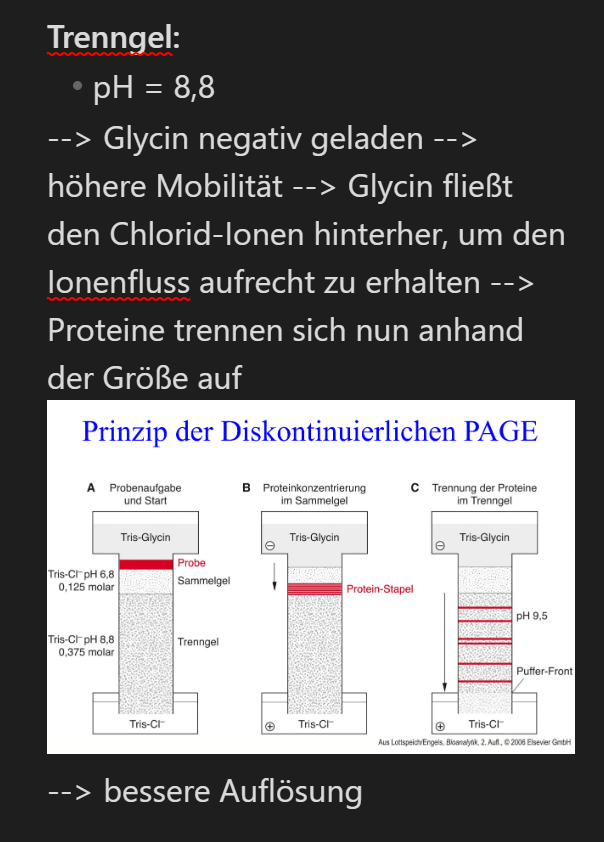 Trenngel:
• pH = 8,8
--> Glycin negativ geladen -->
höhere Mobilität --> Glycin fließt
den Chlorid-Ionen hinterher, um den
Ionenfluss aufrecht zu erhalten -->
Proteine trennen sich nun anhand
der Größe auf
Prinzip der Diskontinuierlichen PAGE
A Probenaufgabe
und Start
Tris-Glycin
Probe
Tris-Cl⁻ pH 6,8
0,125 molar
Sammelgel
Tris-Cl⁻ pH 8,8
0,375 molar
Trenngel
Tris-Cl⁻
B Proteinkonzentrierung
im Sammelgel
Tris-Glycin
⊖
Protein-Stapel
⊕ Tris-Cl⁻
C Trennung der Proteine
im Trenngel
Tris-Glycin
⊖
pH 9,5
Puffer-Front
⊕ Tris-Cl⁻
Aus Lottspeich/Engels, Bioanalytik, 2. Aufl., © 2006 Elsevier GmbH
--> bessere Auflösung